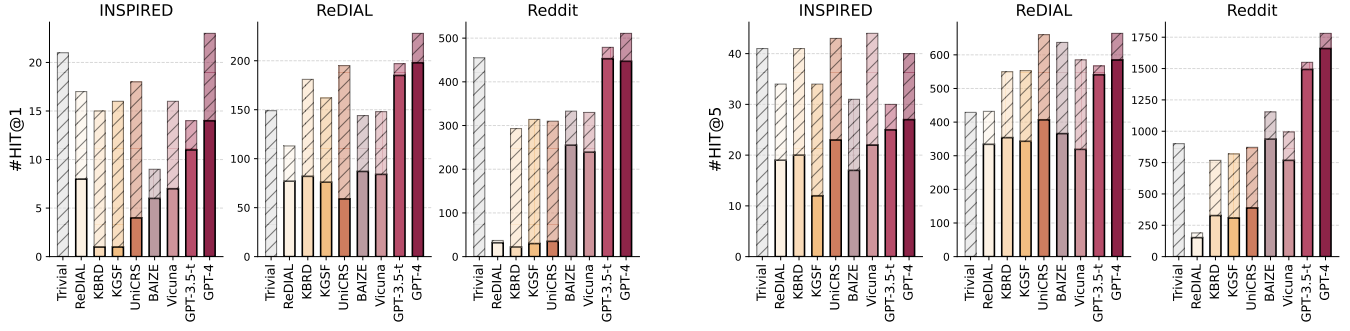 INSPIRED
#HIT@1
20
15
10
5
0
Trivial
ReDIAL
KBRD
KGSF
UniCRS
BAIZE
Vicuna
GPT-3.5-t
GPT-4
ReDIAL
200
150
100
50
0
Trivial
ReDIAL
KBRD
KGSF
UniCRS
BAIZE
Vicuna
GPT-3.5-t
GPT-4
Reddit
500
400
300
200
100
0
Trivial
ReDIAL
KBRD
KGSF
UniCRS
BAIZE
Vicuna
GPT-3.5-t
GPT-4
INSPIRED
#HIT@5
40
30
20
10
0
Trivial
ReDIAL
KBRD
KGSF
UniCRS
BAIZE
Vicuna
GPT-3.5-t
GPT-4
ReDIAL
600
500
400
300
200
100
0
Trivial
ReDIAL
KBRD
KGSF
UniCRS
BAIZE
Vicuna
GPT-3.5-t
GPT-4
Reddit
1750
1500
1250
1000
750
500
250
0
Trivial
ReDIAL
KBRD
KGSF
UniCRS
BAIZE
Vicuna
GPT-3.5-t
GPT-4